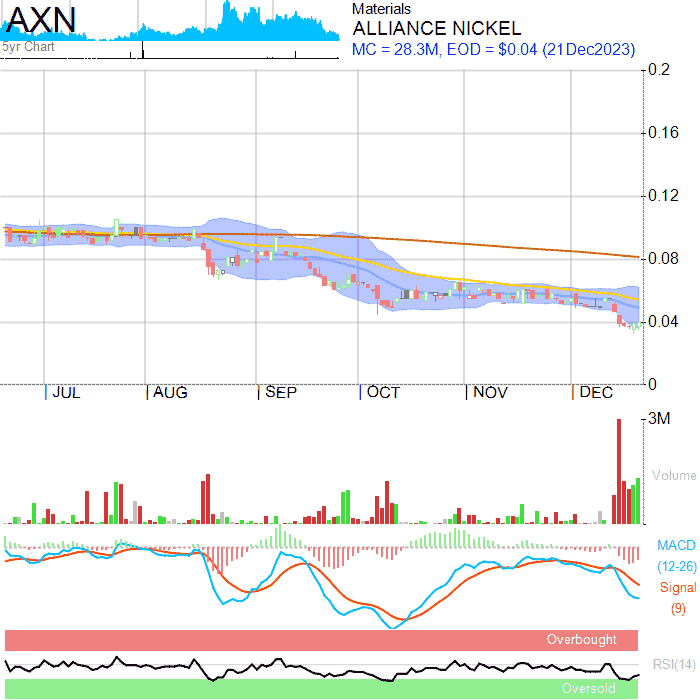 AXN
5yr Chart
Materials
ALLIANCE NICKEL
MC = 28.3M, EOD = $0.04 (21Dec2023)
0.2
0.16
0.12
0.08
0.04
0
JUL AUG SEP OCT NOV DEC
3M
Volume
MACD
(12-26)
Signal
(9)
Overbought
RSI(14)
Oversold